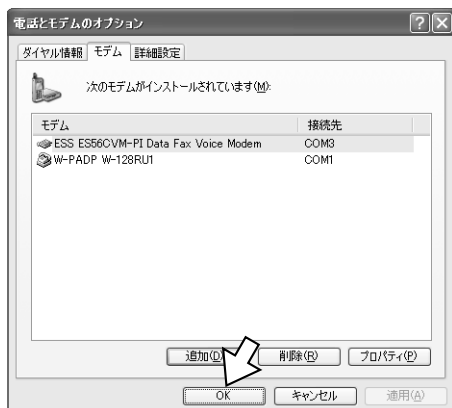 電話とモデムのオプション
ダイヤル情報 モデム 詳細設定
次のモデムがインストールされています(M):
モデム 接続先
ESS ES56CVM-PI Data Fax Voice Modem COM3
W-PADP W-128RU1 COM1
追加(D) 削除(R) プロパティ(P)
OK キャンセル 適用(A)